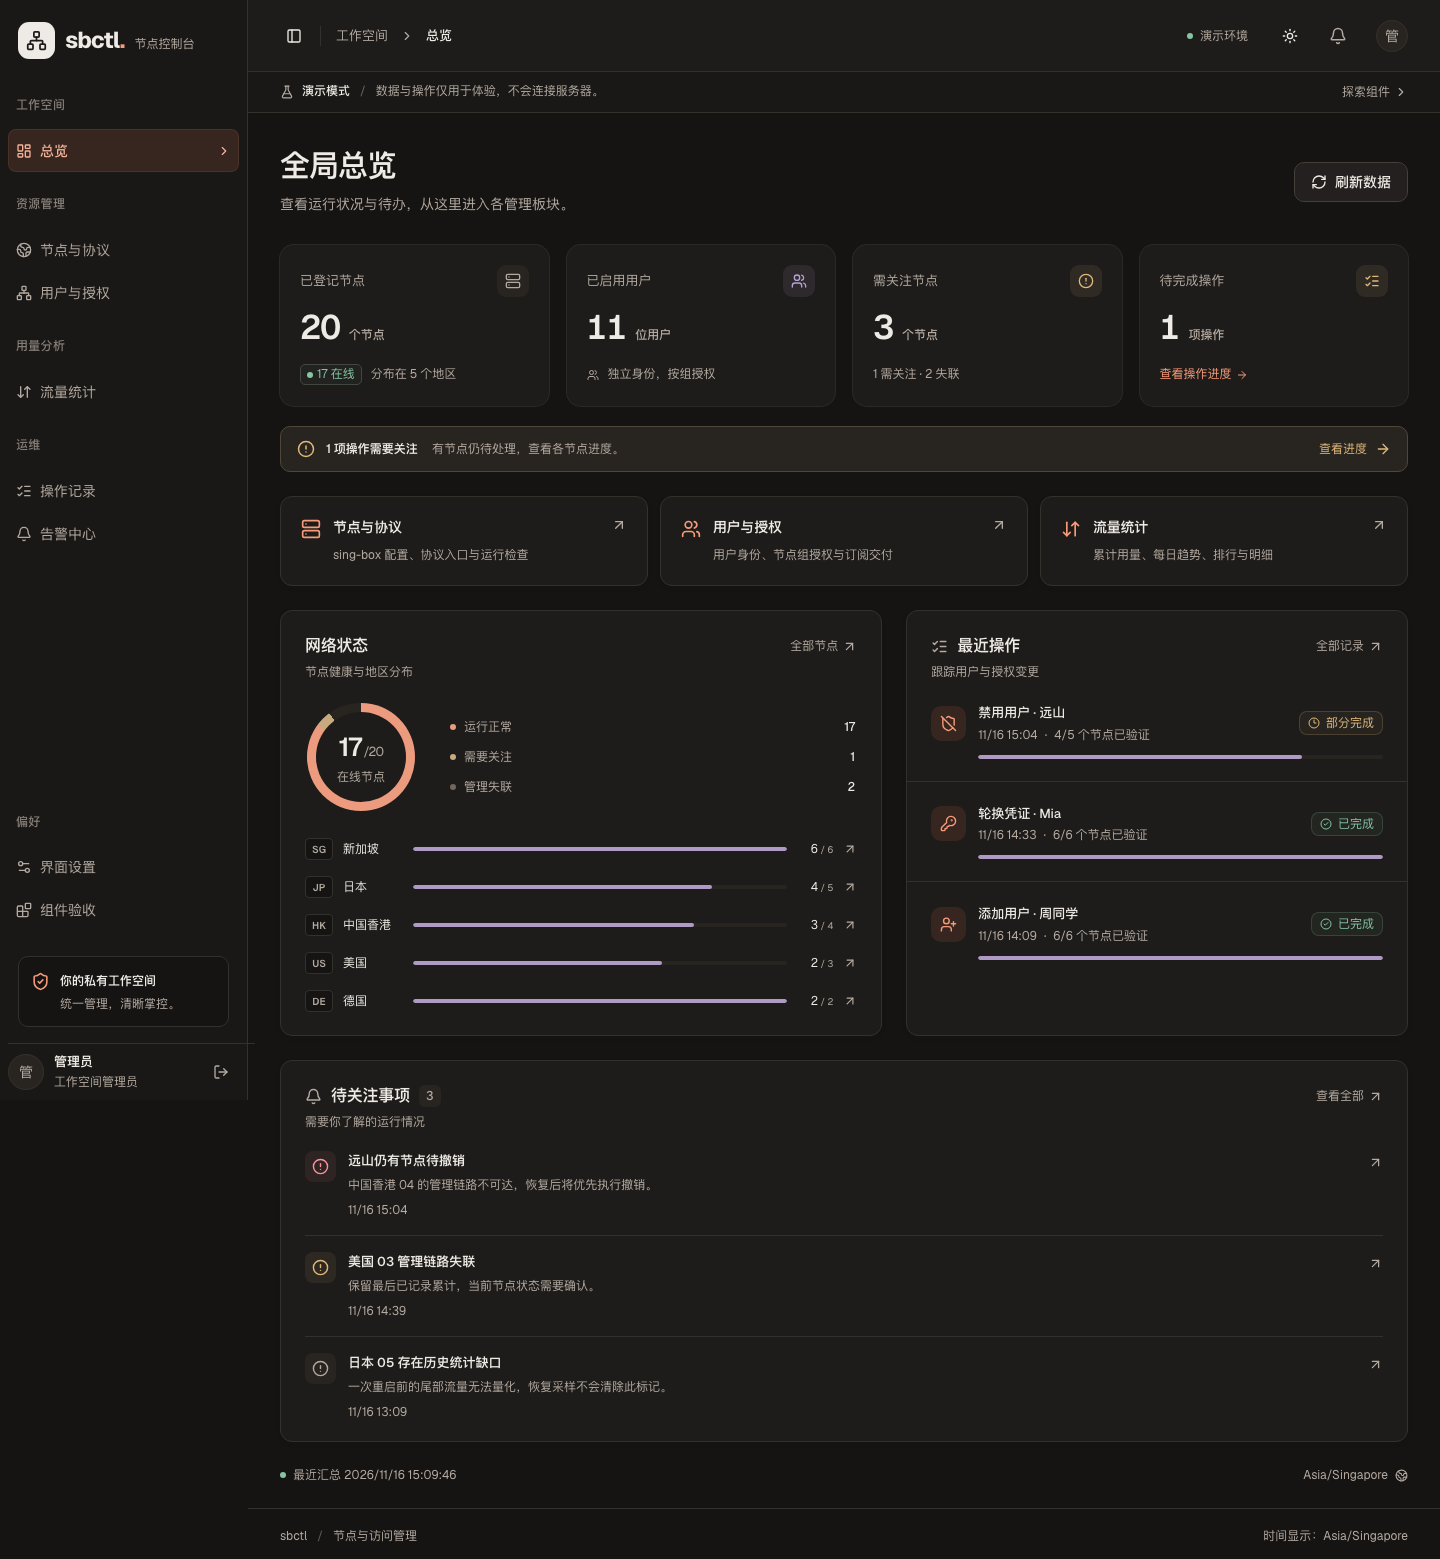 sbctl. 节点控制台
工作空间
总览
资源管理
节点与协议
用户与授权
用量分析
流量统计
运维
操作记录
告警中心
偏好
界面设置
组件验收
你的私有工作空间
统一管理，清晰掌控。
管 管理员
工作空间管理员
工作空间 总览
演示环境 管
演示模式 / 数据与操作仅用于体验，不会连接服务器。
探索组件
全局总览
查看运行状况与待办，从这里进入各管理板块。
刷新数据
已登记节点
20 个节点
17 在线 分布在 5 个地区
已启用用户
11 位用户
独立身份，按组授权
需关注节点
3 个节点
1 需关注 · 2 失联
待完成操作
1 项操作
查看操作进度
1 项操作需要关注 有节点仍待处理，查看各节点进度。
查看进度
节点与协议
sing-box 配置、协议入口与运行检查
用户与授权
用户身份、节点组授权与订阅交付
流量统计
累计用量、每日趋势、排行与明细
网络状态
全部节点
节点健康与地区分布
17/20
在线节点
运行正常 17
需要关注 1
管理失联 2
SG 新加坡 6 / 6
JP 日本 4 / 5
HK 中国香港 3 / 4
US 美国 2 / 3
DE 德国 2 / 2
最近操作
全部记录
跟踪用户与授权变更
禁用用户 · 远山
11/16 15:04 · 4/5 个节点已验证
部分完成
轮换凭证 · Mia
11/16 14:33 · 6/6 个节点已验证
已完成
添加用户 · 周同学
11/16 14:09 · 6/6 个节点已验证
已完成
待关注事项 3
查看全部
需要你了解的运行情况
远山仍有节点待撤销
中国香港 04 的管理链路不可达，恢复后将优先执行撤销。
11/16 15:04
美国 03 管理链路失联
保留最后已记录累计，当前节点状态需要确认。
11/16 14:39
日本 05 存在历史统计缺口
一次重启前的尾部流量无法量化，恢复采样不会清除此标记。
11/16 13:09
最近汇总 2026/11/16 15:09:46
Asia/Singapore
sbctl / 节点与访问管理
时间显示：Asia/Singapore